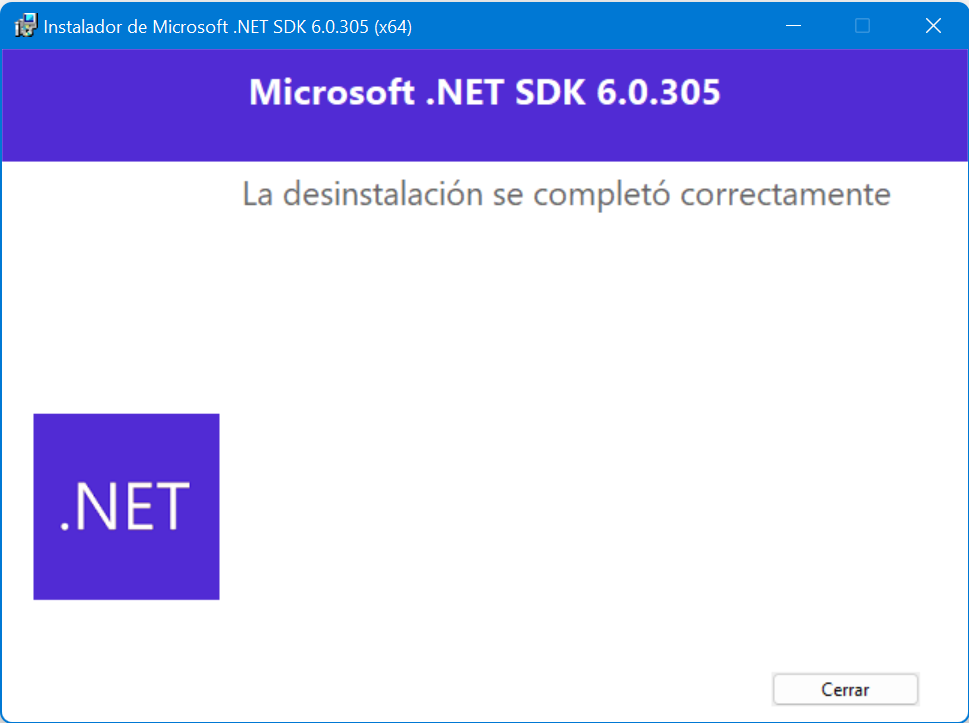 Instalador de Microsoft .NET SDK 6.0.305 (x64)
Microsoft .NET SDK 6.0.305
La desinstalación se completó correctamente
.NET
Cerrar